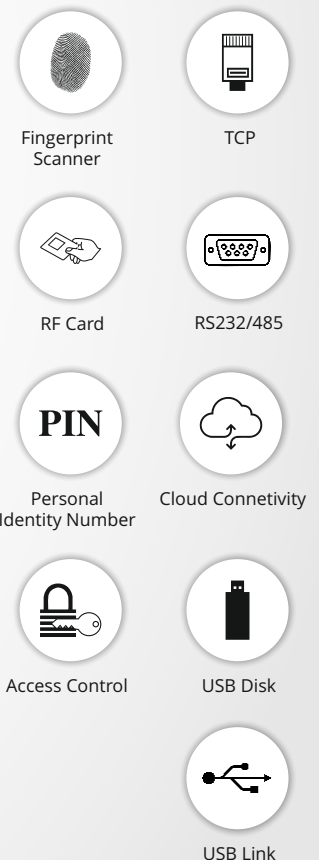 Fingerprint
Scanner
TCP
RF Card
RS232/485
PIN
Personal
Identity Number
Cloud Connetivity
Access Control
USB Disk
USB Link